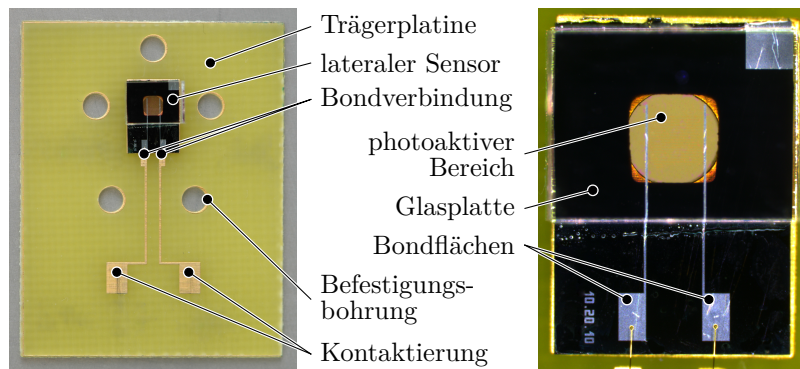 Trägerplatine
lateraler Sensor
Bondverbindung
photoaktiver
Bereich
Glasplatte
Bondflächen
Befestigungs-
bohrung
Kontaktierung
10.20.10